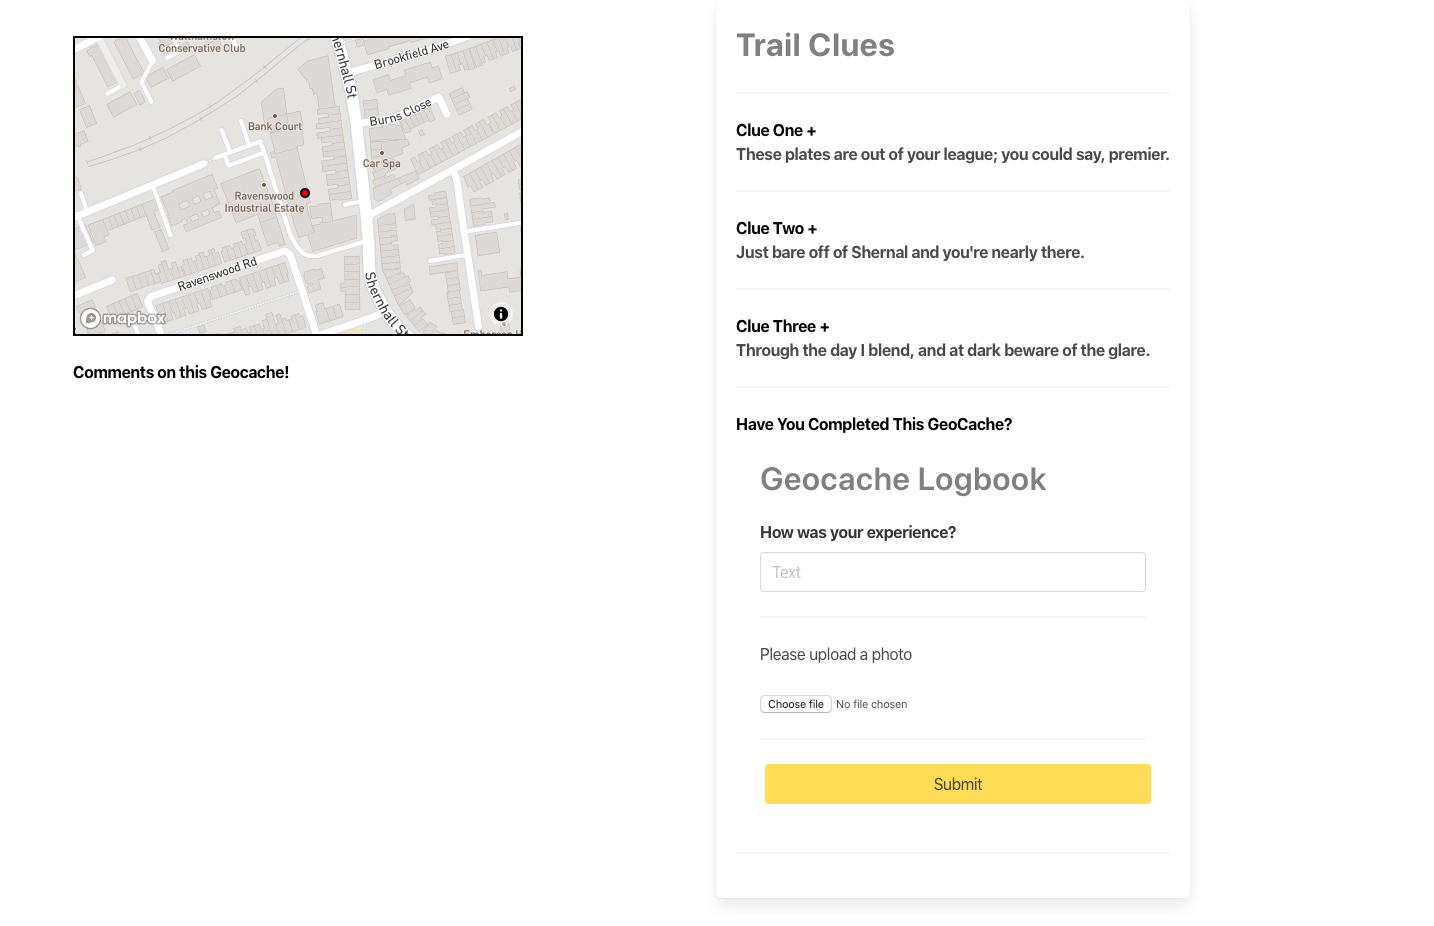 Conservative Club
Brookfield Ave
Shernhall St
Burns Close
Bank Court
Car Spa
Ravenswood
Industrial Estate
Ravenswood Rd
Shernhall St
mapbox
Comments on this Geocache!
Trail Clues
Clue One +
These plates are out of your league; you could say, premier.
Clue Two +
Just bare off of Shernal and you're nearly there.
Clue Three +
Through the day I blend, and at dark beware of the glare.
Have You Completed This GeoCache?
Geocache Logbook
How was your experience?
Text
Please upload a photo
Choose file No file chosen
Submit